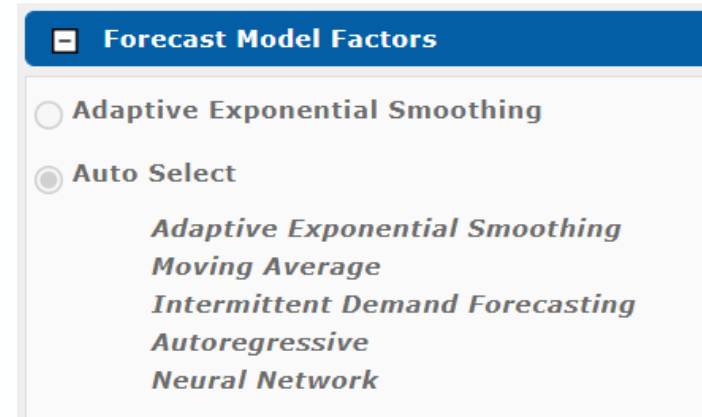 Forecast Model Factors
Adaptive Exponential Smoothing
Auto Select
Adaptive Exponential Smoothing
Moving Average
Intermittent Demand Forecasting
Autoregressive
Neural Network